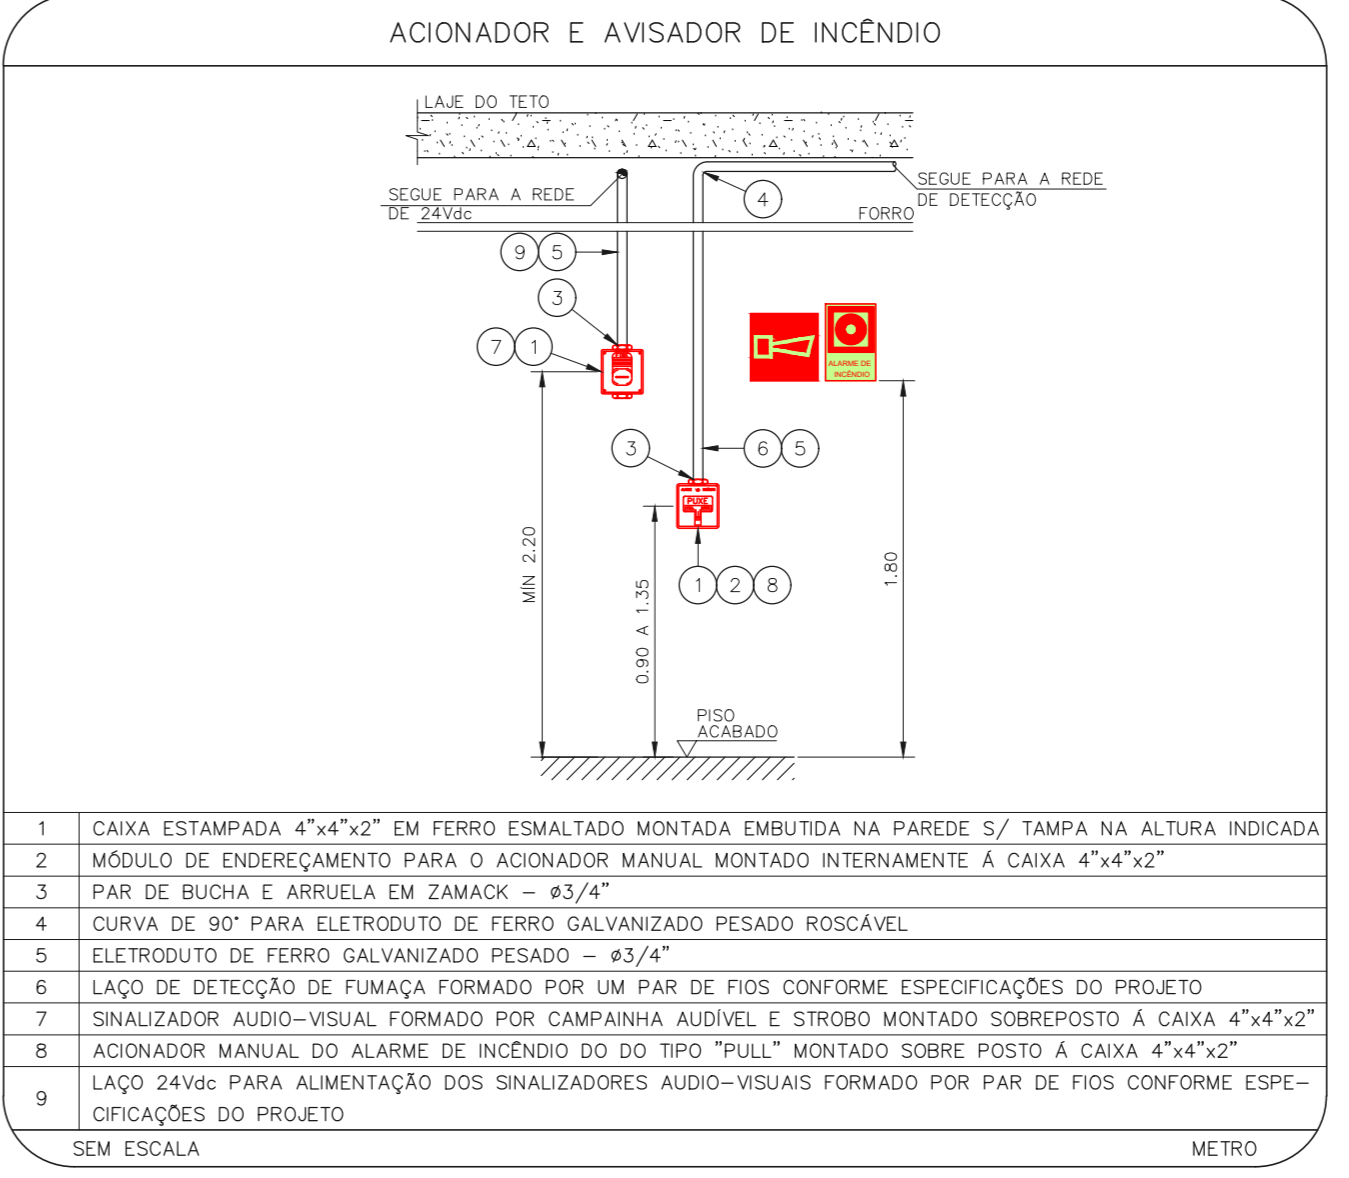 ACIONADOR E AVISADOR DE INCÊNDIO
LAJE DO TETO
SEGUE PARA A REDE
DE 24Vdc
4
SEGUE PARA A REDE
DE DETECÇÃO
FORRO
9 5
3
7 1
ALARME DE
INCÊNDIO
3
6 5
PUXE
1 2 8
MÍN 2.20
0.90 A 1.35
1.80
PISO
ACABADO
1 CAIXA ESTAMPADA 4"x4"x2" EM FERRO ESMALTADO MONTADA EMBUTIDA NA PAREDE S/ TAMPA NA ALTURA INDICADA
2 MÓDULO DE ENDEREÇAMENTO PARA O ACIONADOR MANUAL MONTADO INTERNAMENTE Á CAIXA 4"x4"x2"
3 PAR DE BUCHA E ARRUELA EM ZAMACK – ø3/4"
4 CURVA DE 90° PARA ELETRODUTO DE FERRO GALVANIZADO PESADO ROSCÁVEL
5 ELETRODUTO DE FERRO GALVANIZADO PESADO – ø3/4"
6 LAÇO DE DETECÇÃO DE FUMAÇA FORMADO POR UM PAR DE FIOS CONFORME ESPECIFICAÇÕES DO PROJETO
7 SINALIZADOR AUDIO–VISUAL FORMADO POR CAMPAINHA AUDÍVEL E STROBO MONTADO SOBREPOSTO Á CAIXA 4"x4"x2"
8 ACIONADOR MANUAL DO ALARME DE INCÊNDIO DO DO TIPO "PULL" MONTADO SOBRE POSTO Á CAIXA 4"x4"x2"
9 LAÇO 24Vdc PARA ALIMENTAÇÃO DOS SINALIZADORES AUDIO–VISUAIS FORMADO POR PAR DE FIOS CONFORME ESPE–
CIFICAÇÕES DO PROJETO
SEM ESCALA
METRO